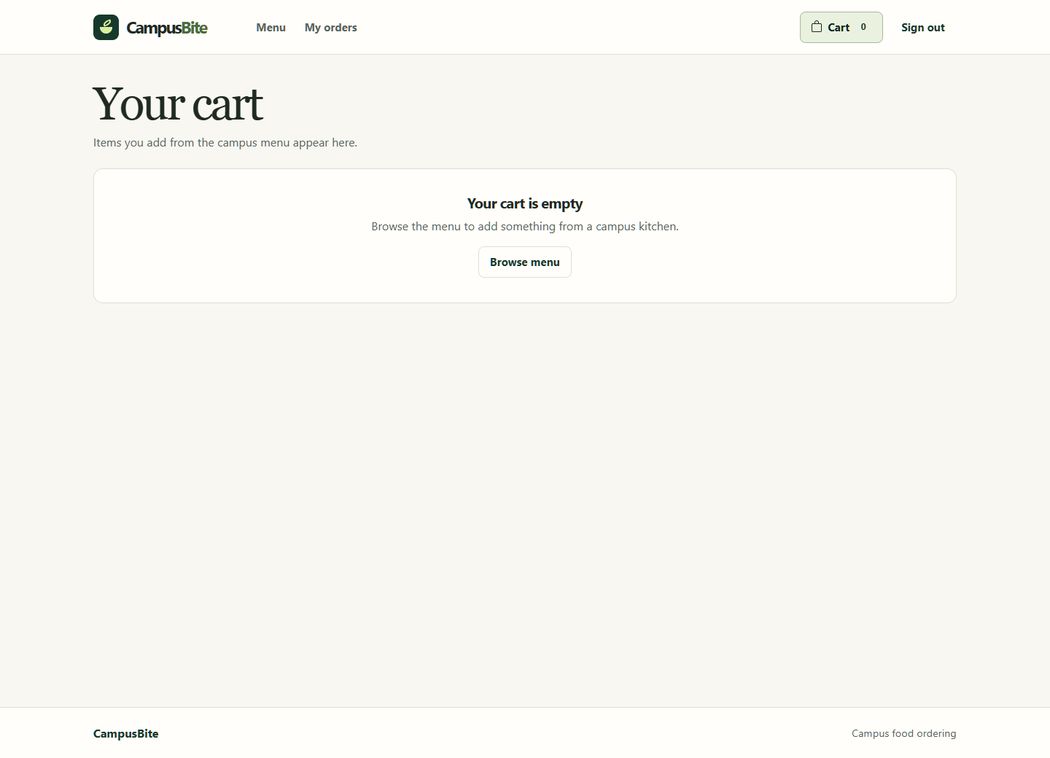 CampusBite
Menu
My orders
Cart 0
Sign out
Your cart
Items you add from the campus menu appear here.
Your cart is empty
Browse the menu to add something from a campus kitchen.
Browse menu
CampusBite
Campus food ordering